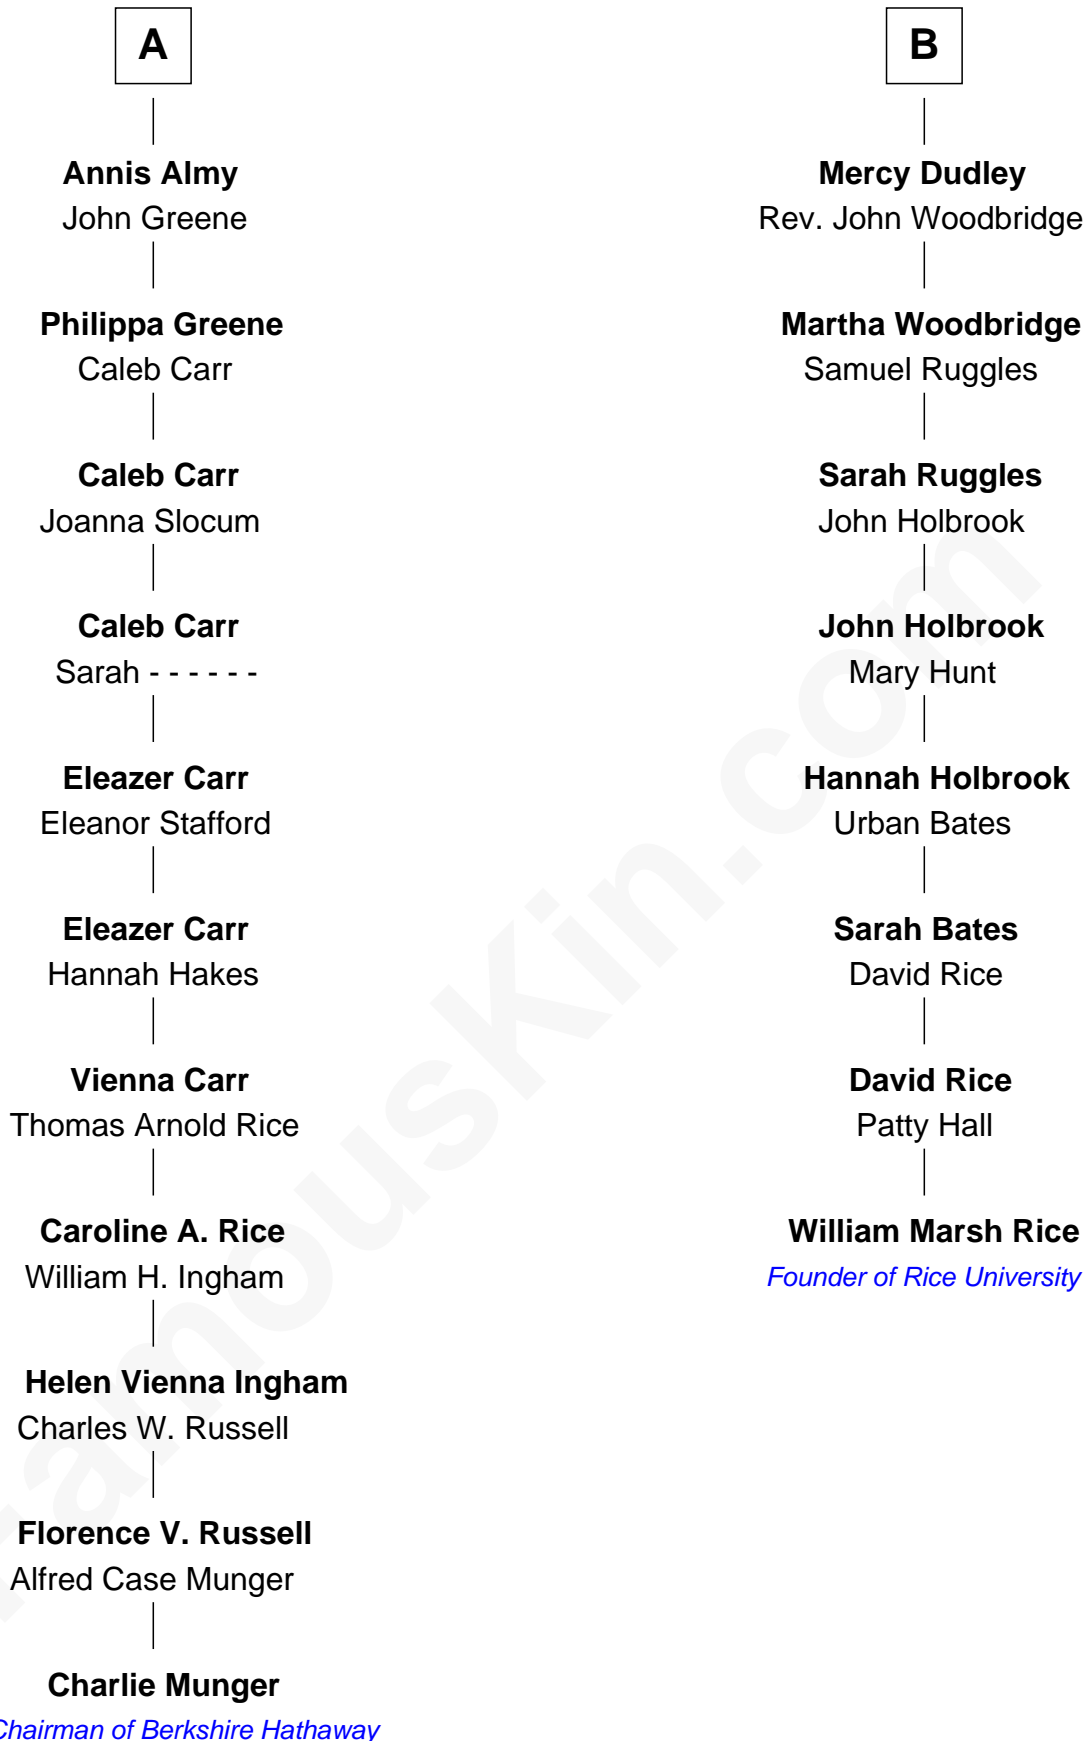 A
Annis Almy
John Greene
Philippa Greene
Caleb Carr
Caleb Carr
Joanna Slocum
Caleb Carr
Sarah - - - - - -
Eleazer Carr
Eleanor Stafford
Eleazer Carr
Hannah Hakes
Vienna Carr
Thomas Arnold Rice
Caroline A. Rice
William H. Ingham
Helen Vienna Ingham
Charles W. Russell
Florence V. Russell
Alfred Case Munger
Charlie Munger
Chairman of Berkshire Hathaway
B
Mercy Dudley
Rev. John Woodbridge
Martha Woodbridge
Samuel Ruggles
Sarah Ruggles
John Holbrook
John Holbrook
Mary Hunt
Hannah Holbrook
Urban Bates
Sarah Bates
David Rice
David Rice
Patty Hall
William Marsh Rice
Founder of Rice University
FamousKin.com